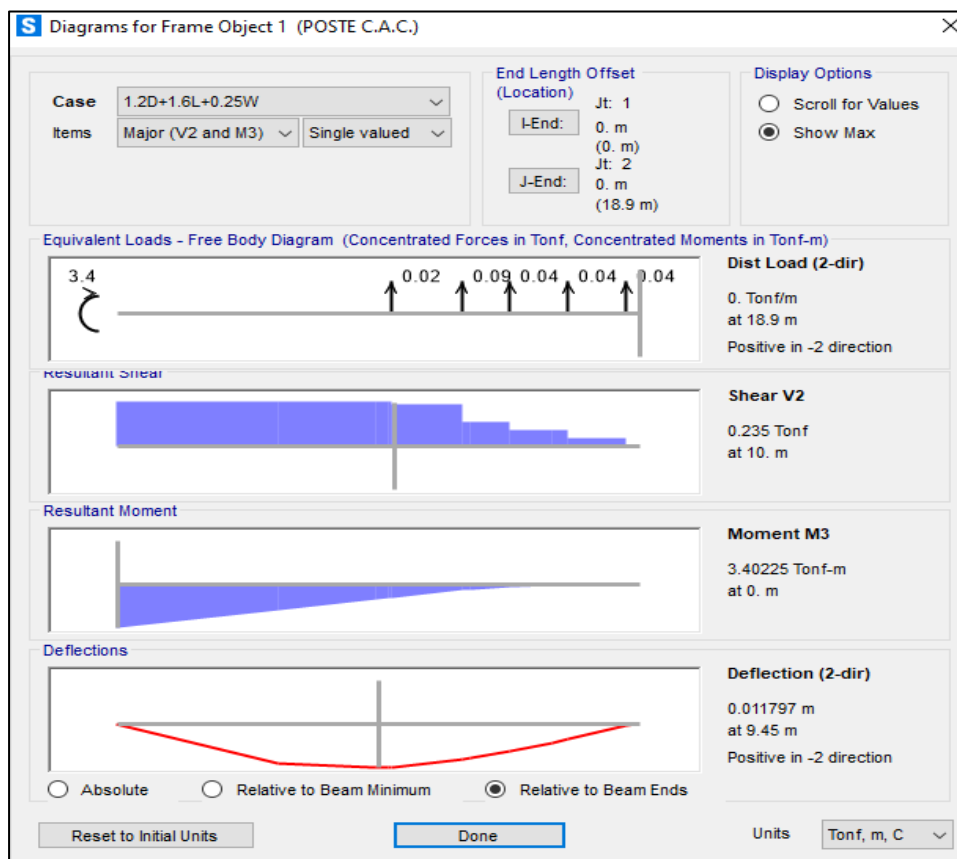 S Diagrams for Frame Object 1 (POSTE C.A.C.)
Case 1.2D+1.6L+0.25W
Items Major (V2 and M3) Single valued
End Length Offset
(Location)
I-End:
Jt: 1
0. m
(0. m)
J-End:
Jt: 2
0. m
(18.9 m)
Display Options
Scroll for Values
Show Max
Equivalent Loads - Free Body Diagram (Concentrated Forces in Tonf, Concentrated Moments in Tonf-m)
3.4 0.02 0.09 0.04 0.04 0.04
Dist Load (2-dir)
0. Tonf/m
at 18.9 m
Positive in -2 direction
Resultant Shear
Shear V2
0.235 Tonf
at 10. m
Resultant Moment
Moment M3
3.40225 Tonf-m
at 0. m
Deflections
Deflection (2-dir)
0.011797 m
at 9.45 m
Positive in -2 direction
Absolute Relative to Beam Minimum Relative to Beam Ends
Reset to Initial Units Done Units Tonf, m, C